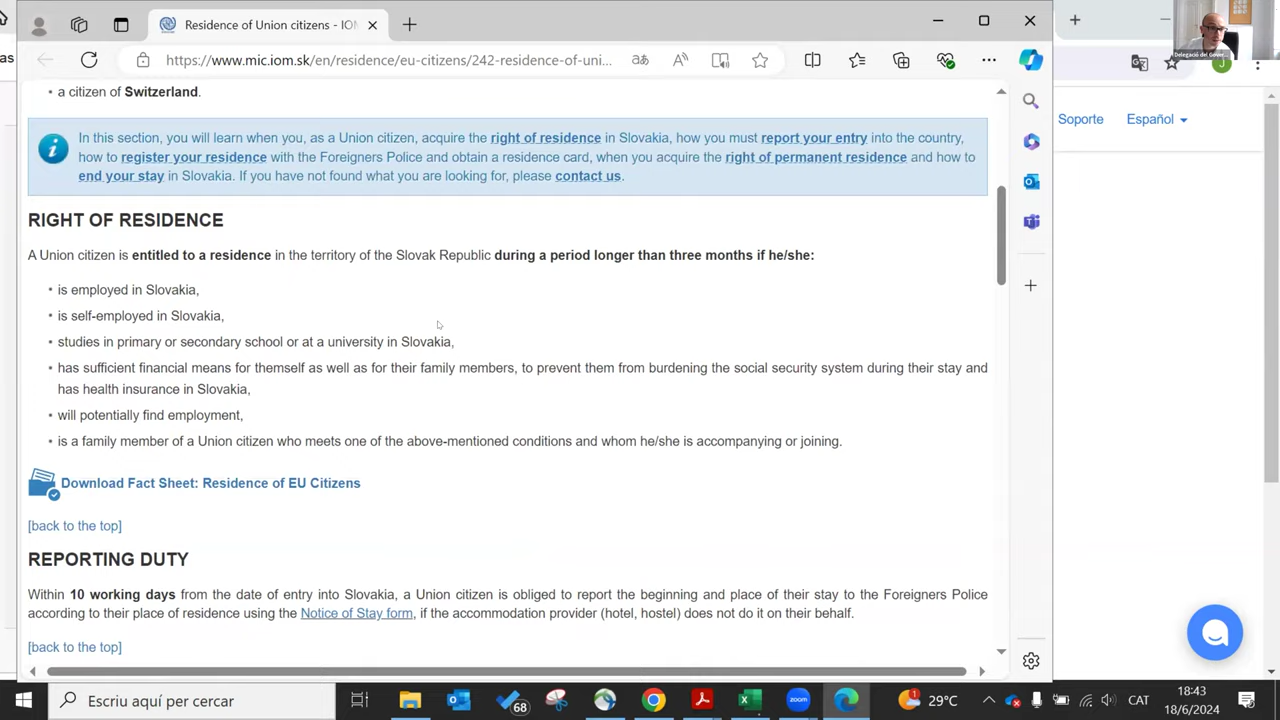 Residence of Union citizens - IOM
https://www.mic.iom.sk/en/residence/eu-citizens/242-residence-of-uni...
Delegació del Gover...
as
J
Soporte Español
• a citizen of Switzerland.
In this section, you will learn when you, as a Union citizen, acquire the right of residence in Slovakia, how you must report your entry into the country,
how to register your residence with the Foreigners Police and obtain a residence card, when you acquire the right of permanent residence and how to
end your stay in Slovakia. If you have not found what you are looking for, please contact us.
RIGHT OF RESIDENCE
A Union citizen is entitled to a residence in the territory of the Slovak Republic during a period longer than three months if he/she:
• is employed in Slovakia,
• is self-employed in Slovakia,
• studies in primary or secondary school or at a university in Slovakia,
• has sufficient financial means for themself as well as for their family members, to prevent them from burdening the social security system during their stay and
has health insurance in Slovakia,
• will potentially find employment,
• is a family member of a Union citizen who meets one of the above-mentioned conditions and whom he/she is accompanying or joining.
Download Fact Sheet: Residence of EU Citizens
[back to the top]
REPORTING DUTY
Within 10 working days from the date of entry into Slovakia, a Union citizen is obliged to report the beginning and place of their stay to the Foreigners Police
according to their place of residence using the Notice of Stay form, if the accommodation provider (hotel, hostel) does not do it on their behalf.
[back to the top]
Escriu aquí per cercar
68
zoom
29°C
CAT
18:43
18/6/2024